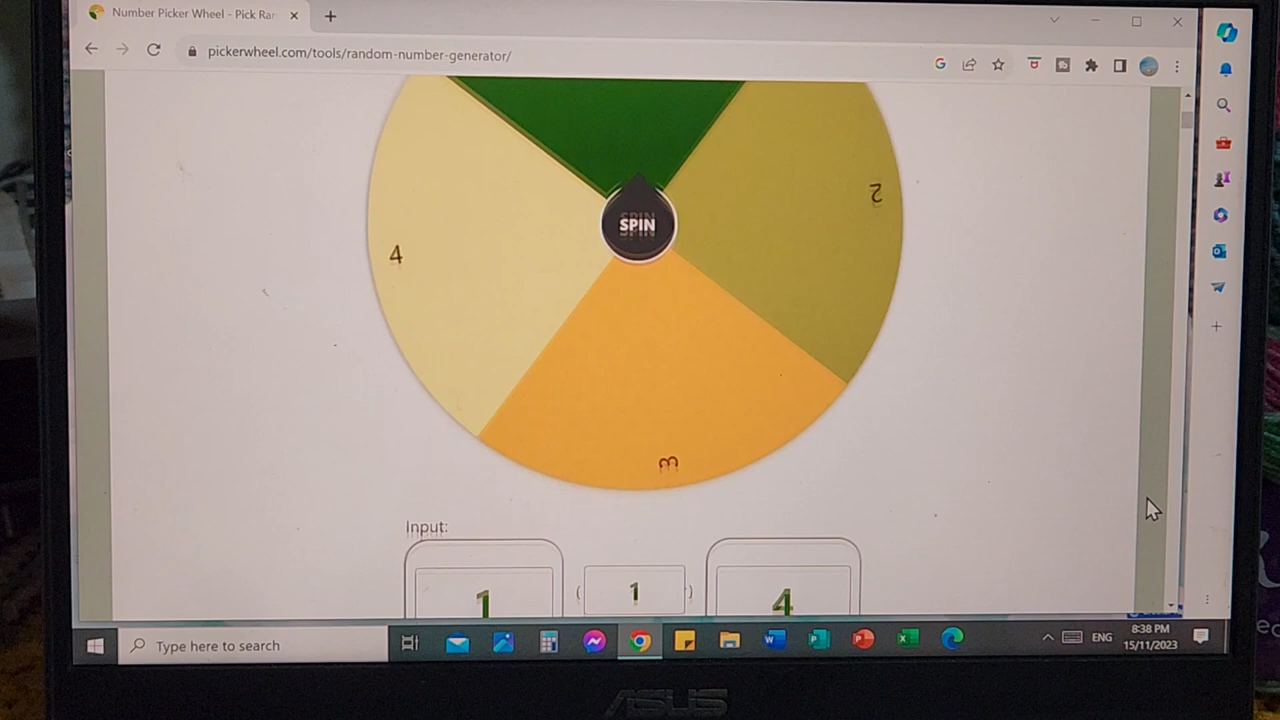 Number Picker Wheel - Pick Rar
pickerwheel.com/tools/random-number-generator/
2
SPIN
4
3
Input:
1
( 1 )
4
Type here to search
ENG
8:38 PM
15/11/2023
ASUS